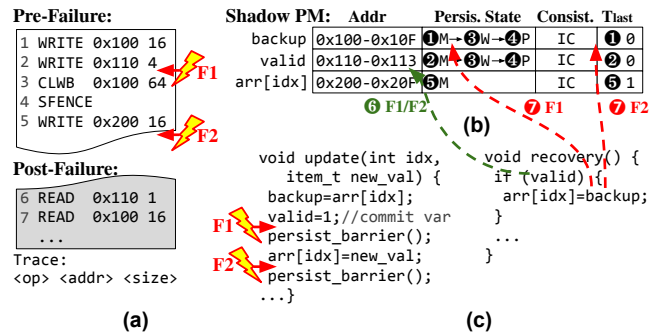 Pre-Failure:
1 WRITE 0x100 16
2 WRITE 0x110 4
3 CLWB 0x100 64
4 SFENCE
5 WRITE 0x200 16
F1
F2
Post-Failure:
6 READ 0x110 1
7 READ 0x100 16
...
Trace:
<op> <addr> <size>
(a)
Shadow PM: Addr Persis. State Consist. Tlast
backup 0x100-0x10F ❶M→❸W→❹P IC ❶ 0
valid 0x110-0x113 ❷M→❸W→❹P IC ❷ 0
arr[idx] 0x200-0x20F ❺M IC ❺ 1
❻ F1/F2 ❼ F1 ❼ F2
(b)
void update(int idx,
item_t new_val) {
backup=arr[idx];
valid=1;//commit var
F1
persist_barrier();
arr[idx]=new_val;
F2
persist_barrier();
...}
void recovery() {
if (valid) {
arr[idx]=backup;
}
...
}
(c)